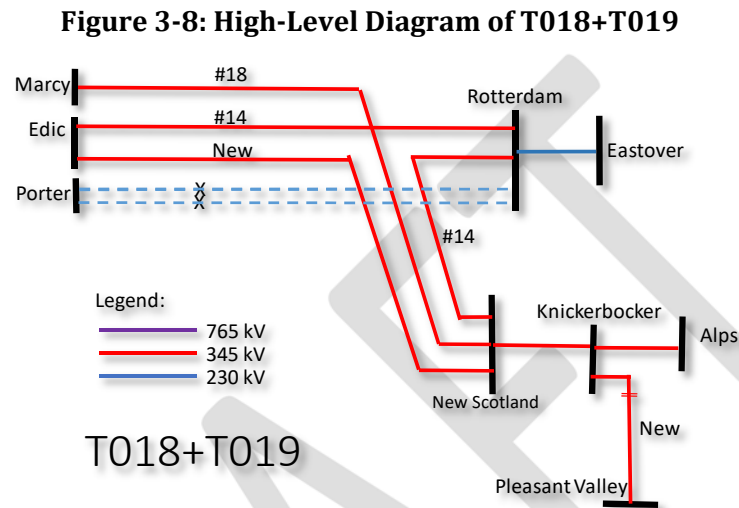 Figure 3-8: High-Level Diagram of T018+T019
#18
Marcy
Rotterdam
Edic
#14
New
Eastover
Porter
X
X
#14
Legend:
765 kV
345 kV
230 kV
Knickerbocker
Alps
New Scotland
New
T018+T019
Pleasant Valley